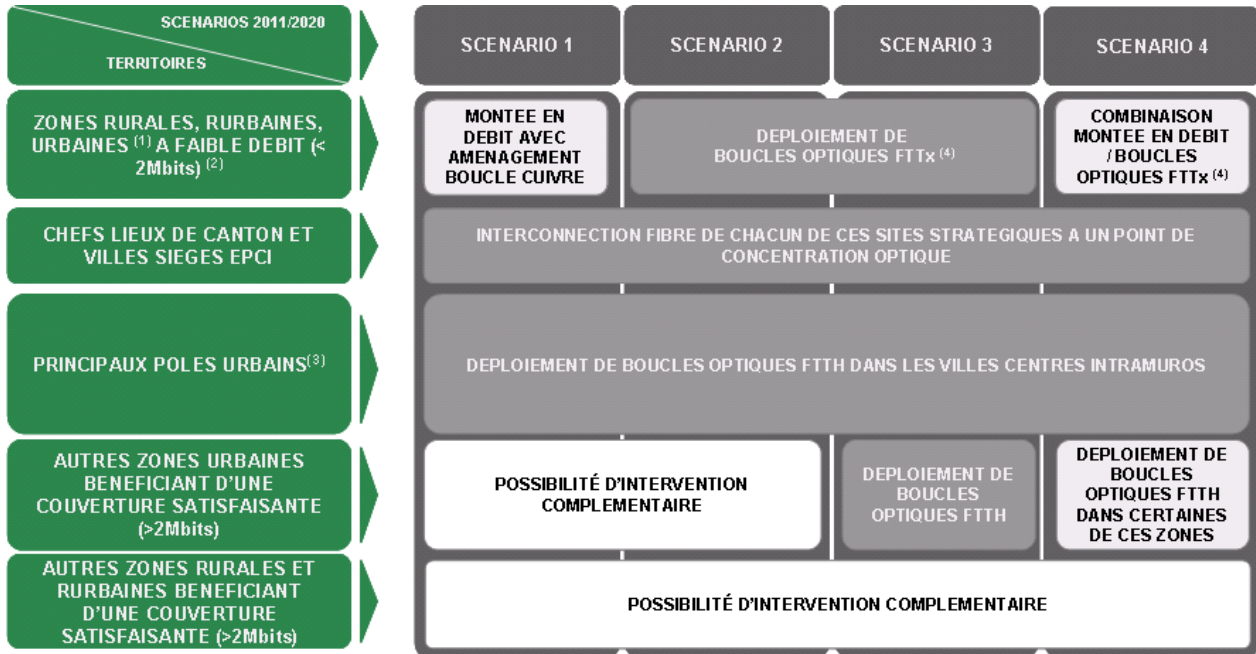 SCENARIOS 2011/2020
TERRITOIRES
SCENARIO 1
SCENARIO 2
SCENARIO 3
SCENARIO 4
ZONES RURALES, RURBAINES,
URBAINES (1) A FAIBLE DEBIT (<
2Mbits) (2)
MONTEE EN
DEBIT AVEC
AMENAGEMENT
BOUCLE CUIVRE
DEPLOIEMENT DE
BOUCLES OPTIQUES FTTx (4)
COMBINAISON
MONTEE EN DEBIT
/ BOUCLES
OPTIQUES FTTx (4)
CHEFS LIEUX DE CANTON ET
VILLES SIEGES EPCI
INTERCONNECTION FIBRE DE CHACUN DE CES SITES STRATEGIQUES A UN POINT DE
CONCENTRATION OPTIQUE
PRINCIPAUX POLES URBAINS(3)
DEPLOIEMENT DE BOUCLES OPTIQUES FTTH DANS LES VILLES CENTRES INTRAMUROS
AUTRES ZONES URBAINES
BENEFICIANT D'UNE
COUVERTURE SATISFAISANTE
(>2Mbits)
POSSIBILITÉ D'INTERVENTION
COMPLEMENTAIRE
DEPLOIEMENT DE
BOUCLES
OPTIQUES FTTH
DEPLOIEMENT DE
BOUCLES
OPTIQUES FTTH
DANS CERTAINES
DE CES ZONES
AUTRES ZONES RURALES ET
RURBAINES BENEFICIANT
D'UNE COUVERTURE
SATISFAISANTE (>2Mbits)
POSSIBILITÉ D'INTERVENTION COMPLEMENTAIRE